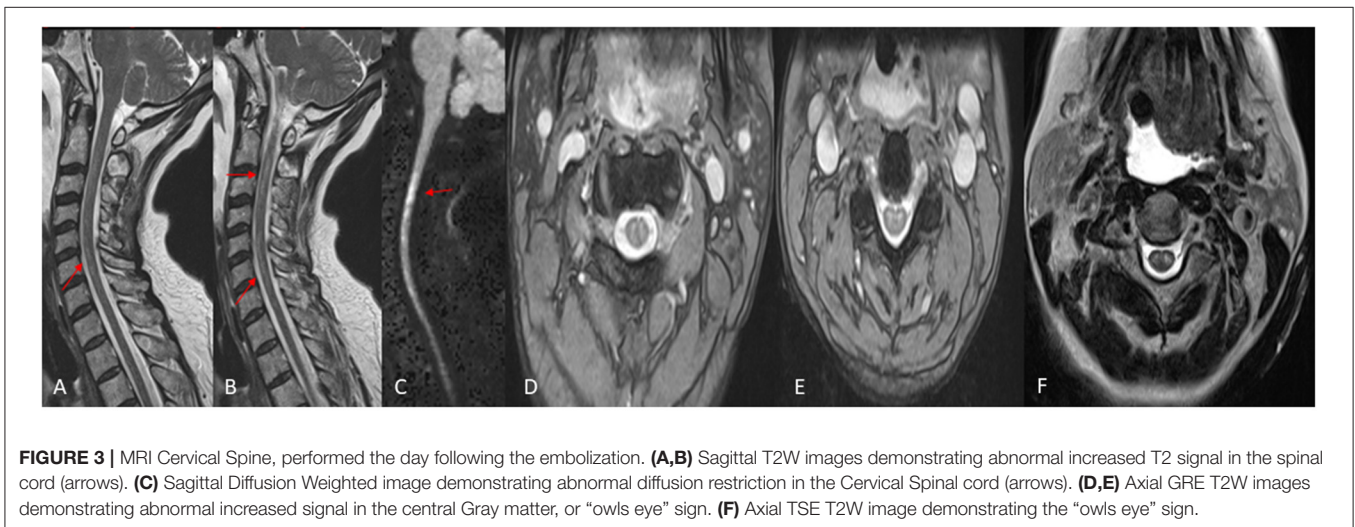 A
B
C
D
E
F
FIGURE 3 | MRI Cervical Spine, performed the day following the embolization. (A,B) Sagittal T2W images demonstrating abnormal increased T2 signal in the spinal
cord (arrows). (C) Sagittal Diffusion Weighted image demonstrating abnormal diffusion restriction in the Cervical Spinal cord (arrows). (D,E) Axial GRE T2W images
demonstrating abnormal increased signal in the central Gray matter, or “owls eye” sign. (F) Axial TSE T2W image demonstrating the “owls eye” sign.